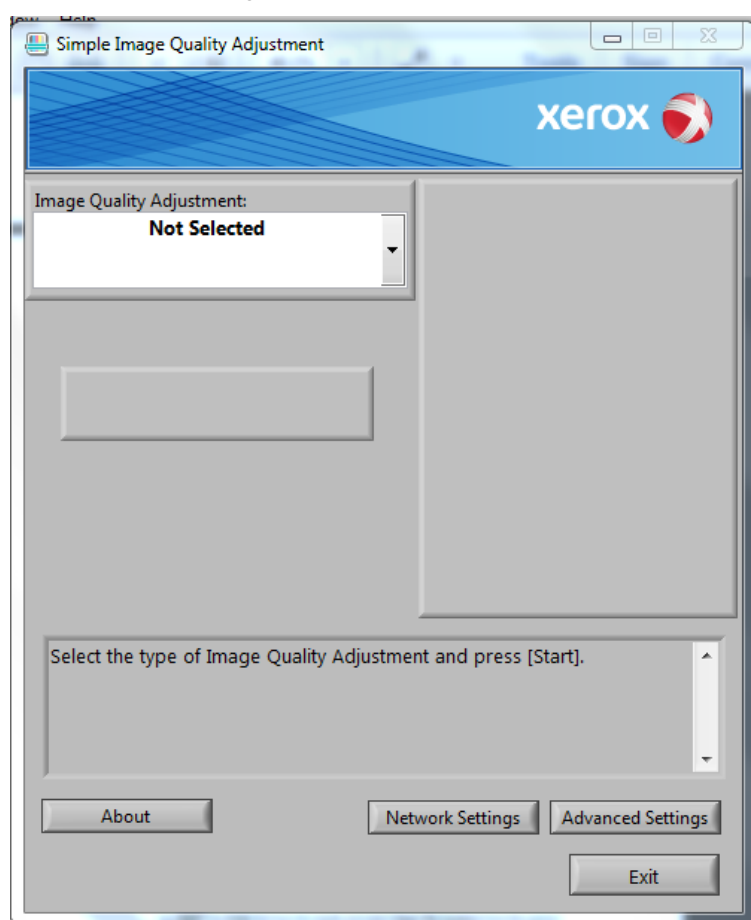 Help
Simple Image Quality Adjustment
xerox
Image Quality Adjustment:
Not Selected
Select the type of Image Quality Adjustment and press [Start].
About
Network Settings
Advanced Settings
Exit